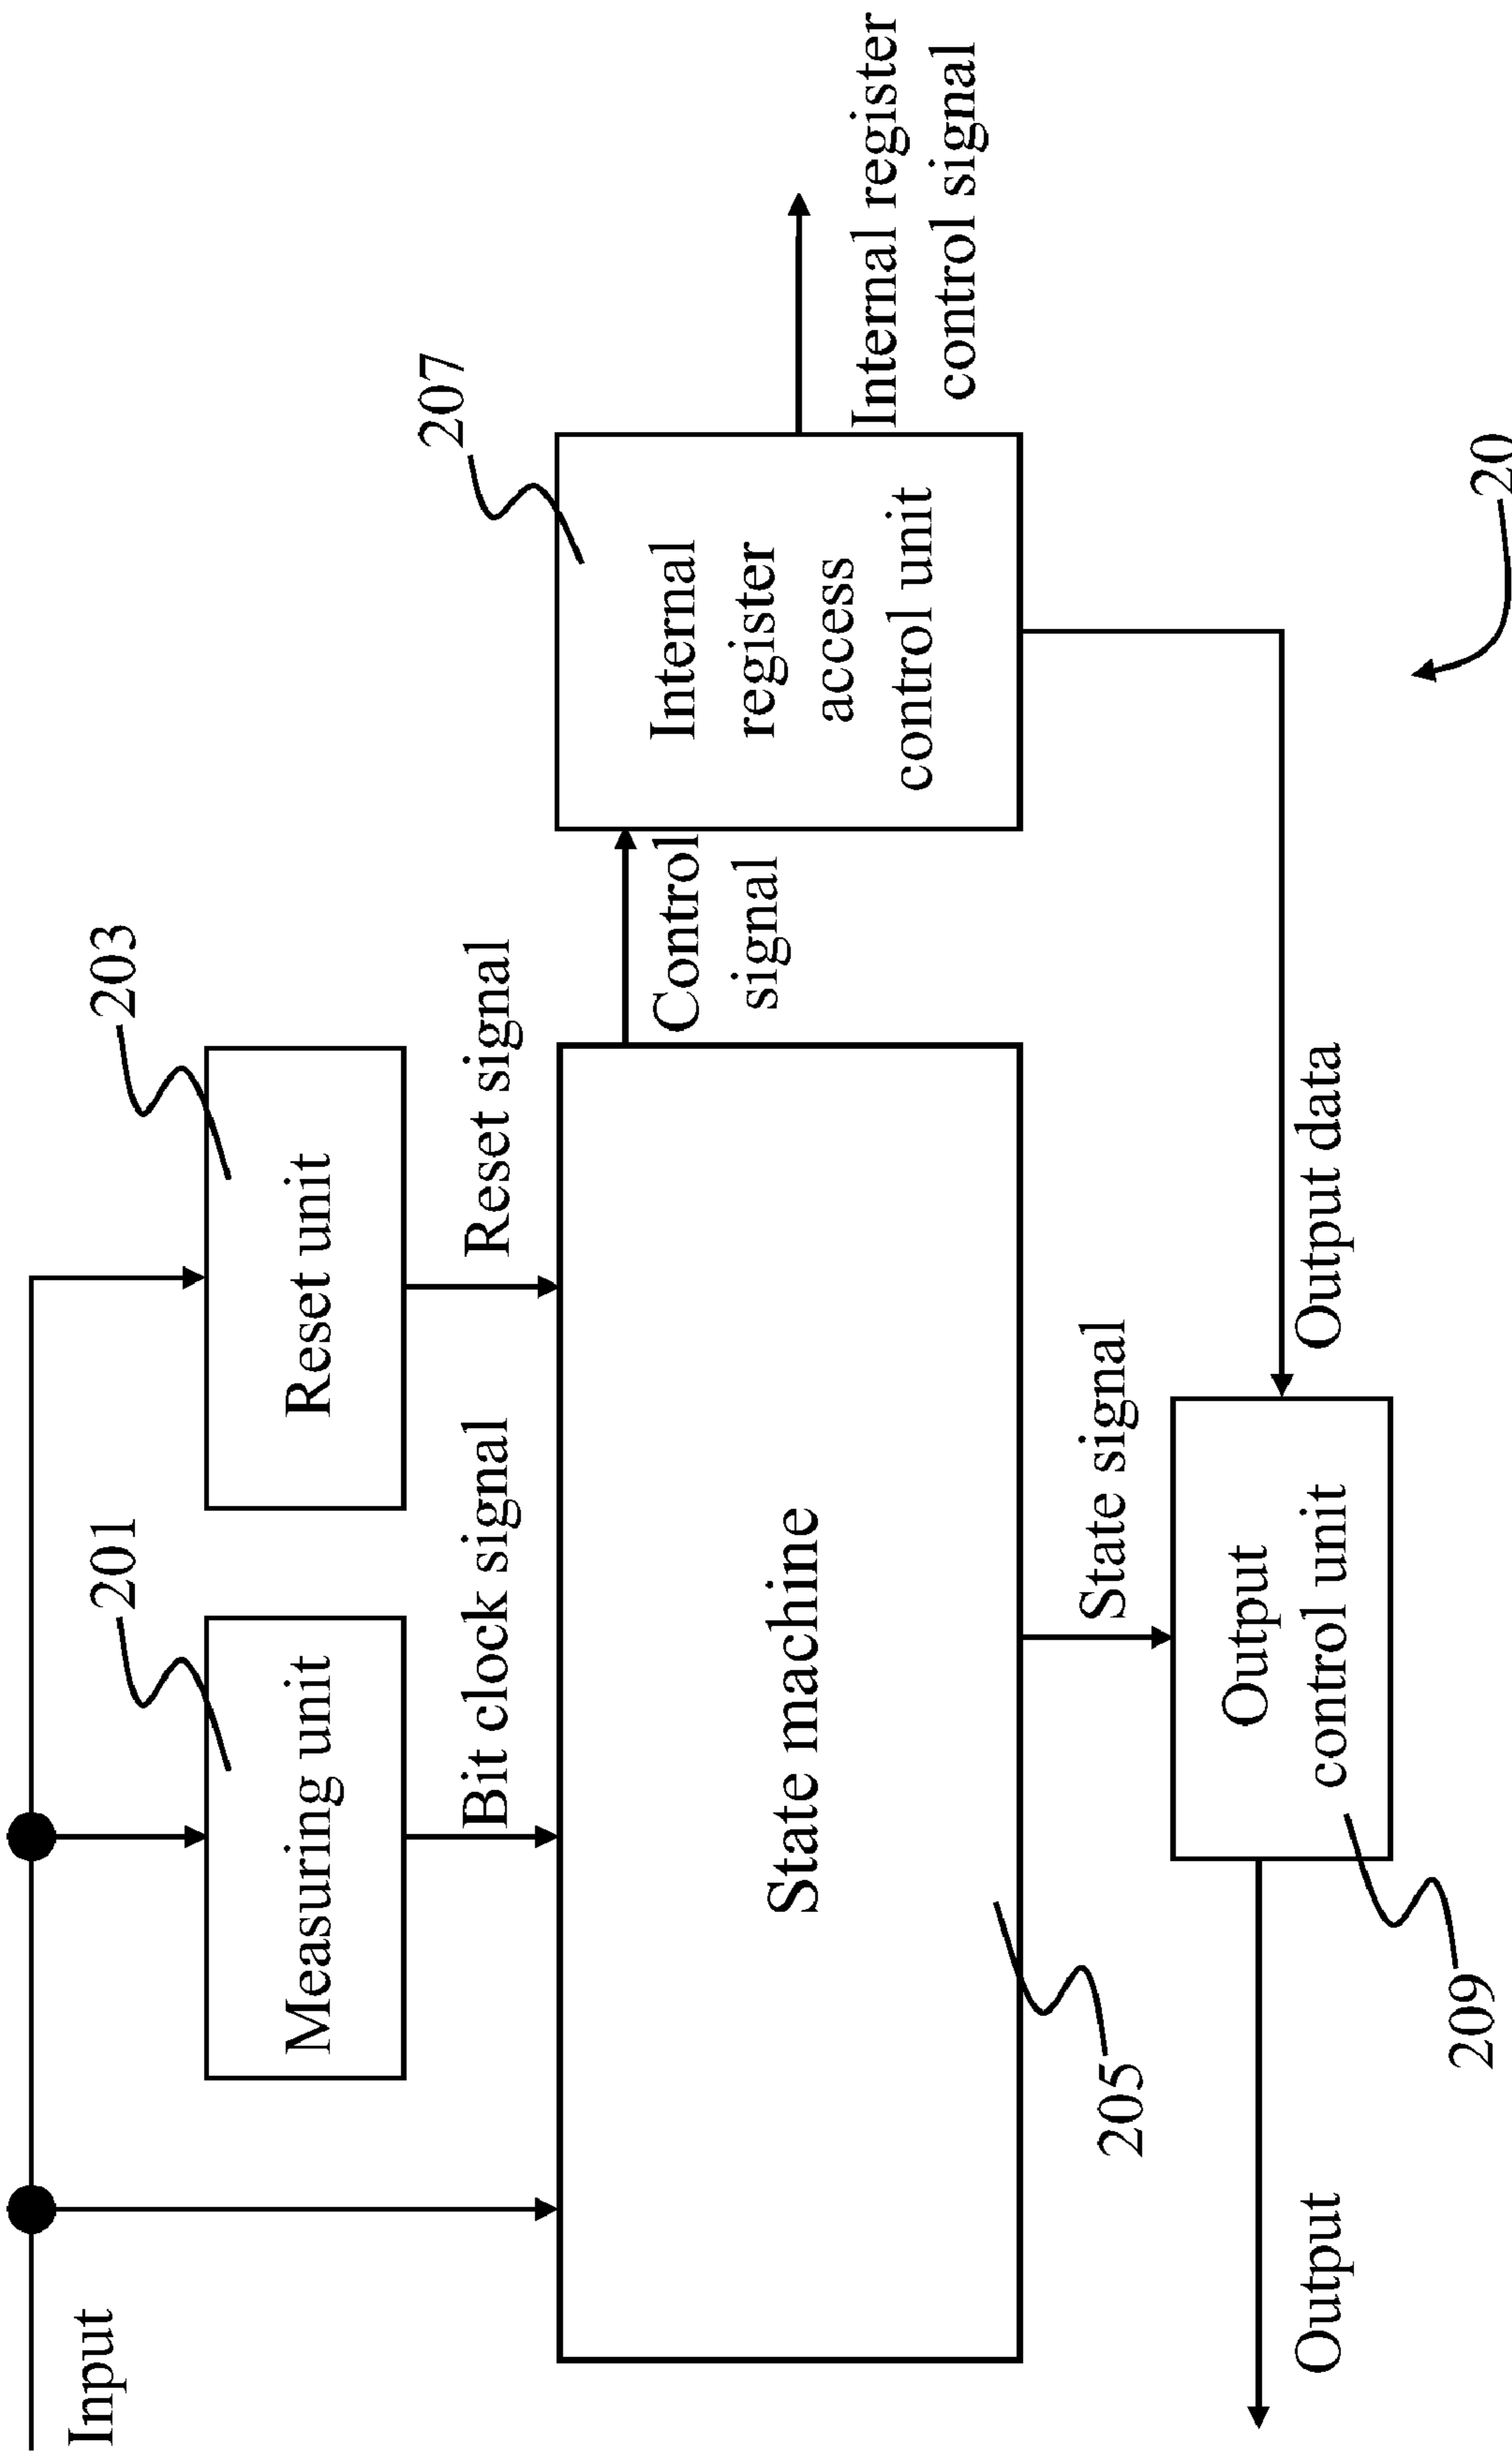 Input
201
203
Measuring unit
Reset unit
Bit clock signal
Reset signal
207
State machine
Control
signal
Internal
register
access
control unit
Internal register
control signal
205
State signal
Output
control unit
Output data
Output
209
20